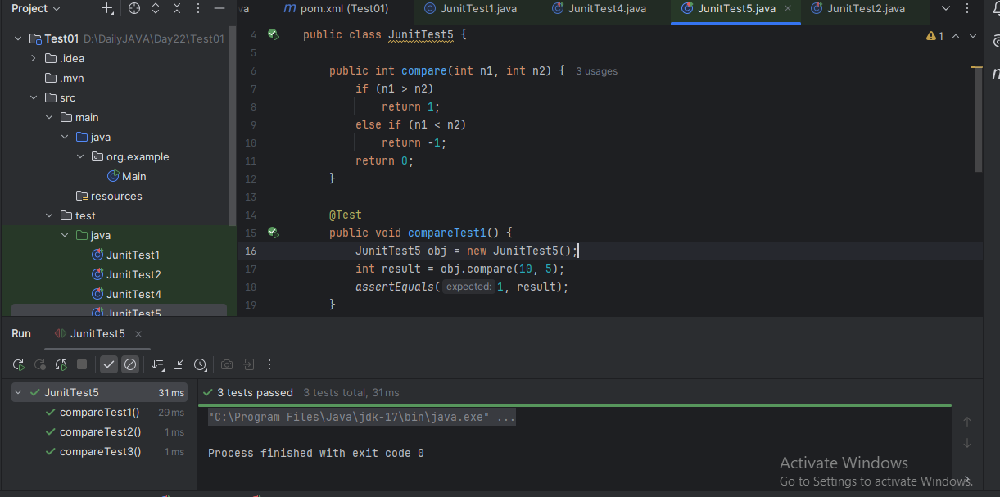 Project
va
pom.xml (Test01)
JunitTest1.java
JunitTest4.java
JunitTest5.java
JunitTest2.java
Test01 D:\DailyJAVA\Day22\Test01
.idea
.mvn
src
main
java
org.example
Main
resources
test
java
JunitTest1
JunitTest2
JunitTest4
JunitTest5
4 public class JunitTest5 {
1
5
6 public int compare(int n1, int n2) { 3 usages
7 if (n1 > n2)
8 return 1;
9 else if (n1 < n2)
10 return -1;
11 return 0;
12 }
13
14 @Test
15 public void compareTest1() {
16 JunitTest5 obj = new JunitTest5();
17 int result = obj.compare(10, 5);
18 assertEquals( expected: 1, result);
19 }
Run
JunitTest5
JunitTest5 31 ms
compareTest1() 29 ms
compareTest2() 1 ms
compareTest3() 1 ms
3 tests passed 3 tests total, 31 ms
"C:\Program Files\Java\jdk-17\bin\java.exe" ...
Process finished with exit code 0
Activate Windows
Go to Settings to activate Windows.